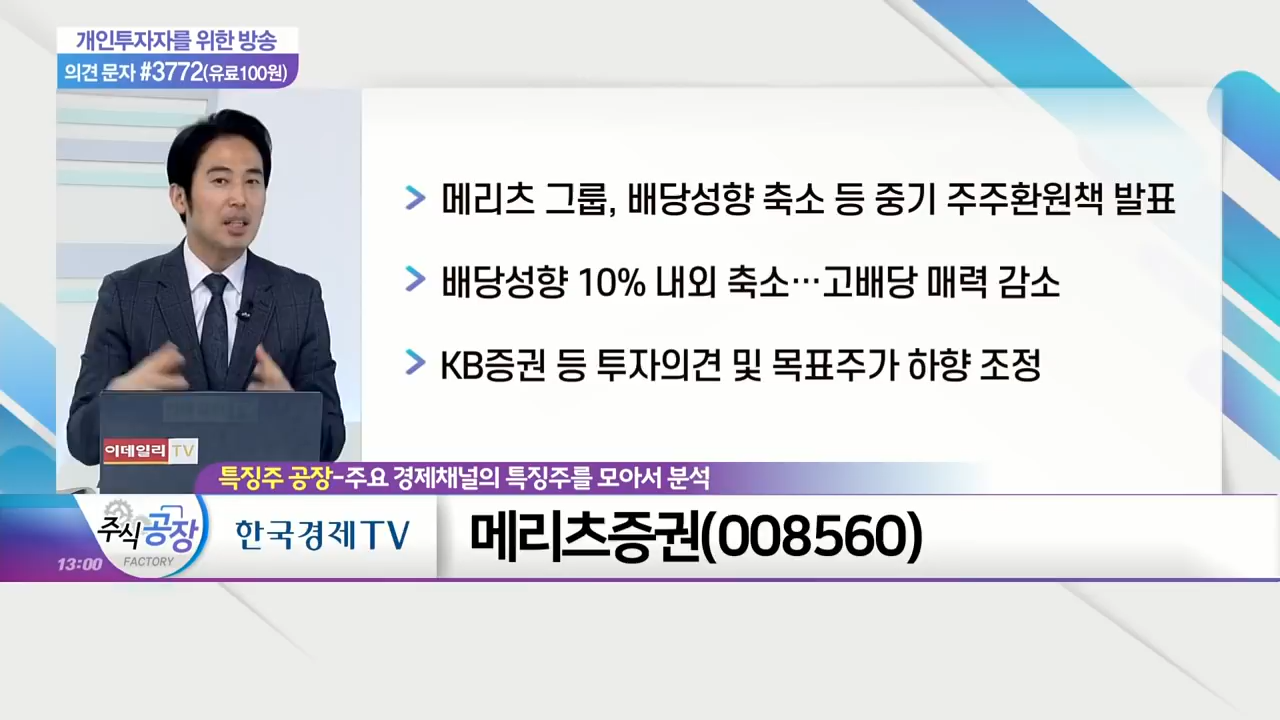 개인투자자를 위한 방송
의견 문자 #3772(유료100원)
메리츠 그룹, 배당성향 축소 등 중기 주주환원책 발표
배당성향 10% 내외 축소…고배당 매력 감소
KB증권 등 투자의견 및 목표주가 하향 조정
이데일리 TV
특징주 공장-주요 경제채널의 특징주를 모아서 분석
주식공장
FACTORY
13:00
한국경제TV
메리츠증권(008560)